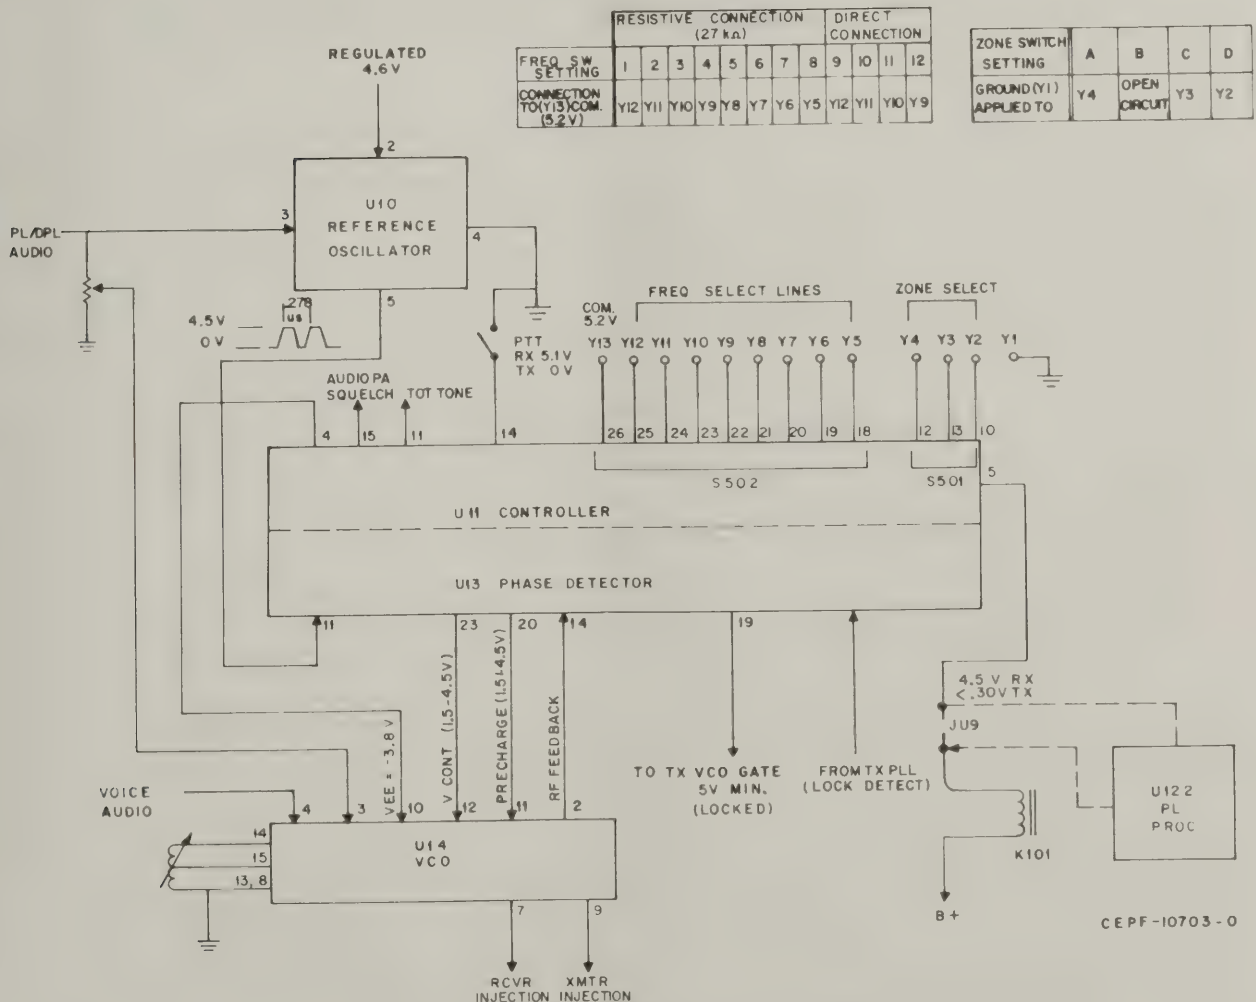 RESISTIVE CONNECTION (27 kΩ) DIRECT CONNECTION
FREQ SW SETTING 1 2 3 4 5 6 7 8 9 10 11 12
CONNECTION TO (Y13) COM. (5.2 V) Y12 Y11 Y10 Y9 Y8 Y7 Y6 Y5 Y12 Y11 Y10 Y9
ZONE SWITCH SETTING A B C D
GROUND (Y1) APPLIED TO Y4 OPEN CIRCUIT Y3 Y2
REGULATED
4.6 V
2
U10
REFERENCE
OSCILLATOR
3
4
5
PL/DPL
AUDIO
.278
us
4.5V
0V
PTT
RX 5.1V
TX 0V
COM.
5.2V
FREQ SELECT LINES
ZONE SELECT
Y13 Y12 Y11 Y10 Y9 Y8 Y7 Y6 Y5 Y4 Y3 Y2 Y1
AUDIO PA
SQUELCH
TOT TONE
4 15 11 14 26 25 24 23 22 21 20 19 18 12 13 10
S502
S501
5
U11 CONTROLLER
U13 PHASE DETECTOR
11 23 20 14 19
VEE = -3.8V
V CONT (1.5-4.5V)
PRECHARGE (1.5-4.5V)
RF FEEDBACK
TO TX VCO GATE
5V MIN.
(LOCKED)
FROM TX PLL
(LOCK DETECT)
4.5 V RX
<.30V TX
JU9
U122
PL
PROC
K101
B+
VOICE
AUDIO
4 3 10 12 11 2
14
15
13, 8
U14
VCO
7 9
RCVR
INJECTION
XMTR
INJECTION
CEPF-10703-O